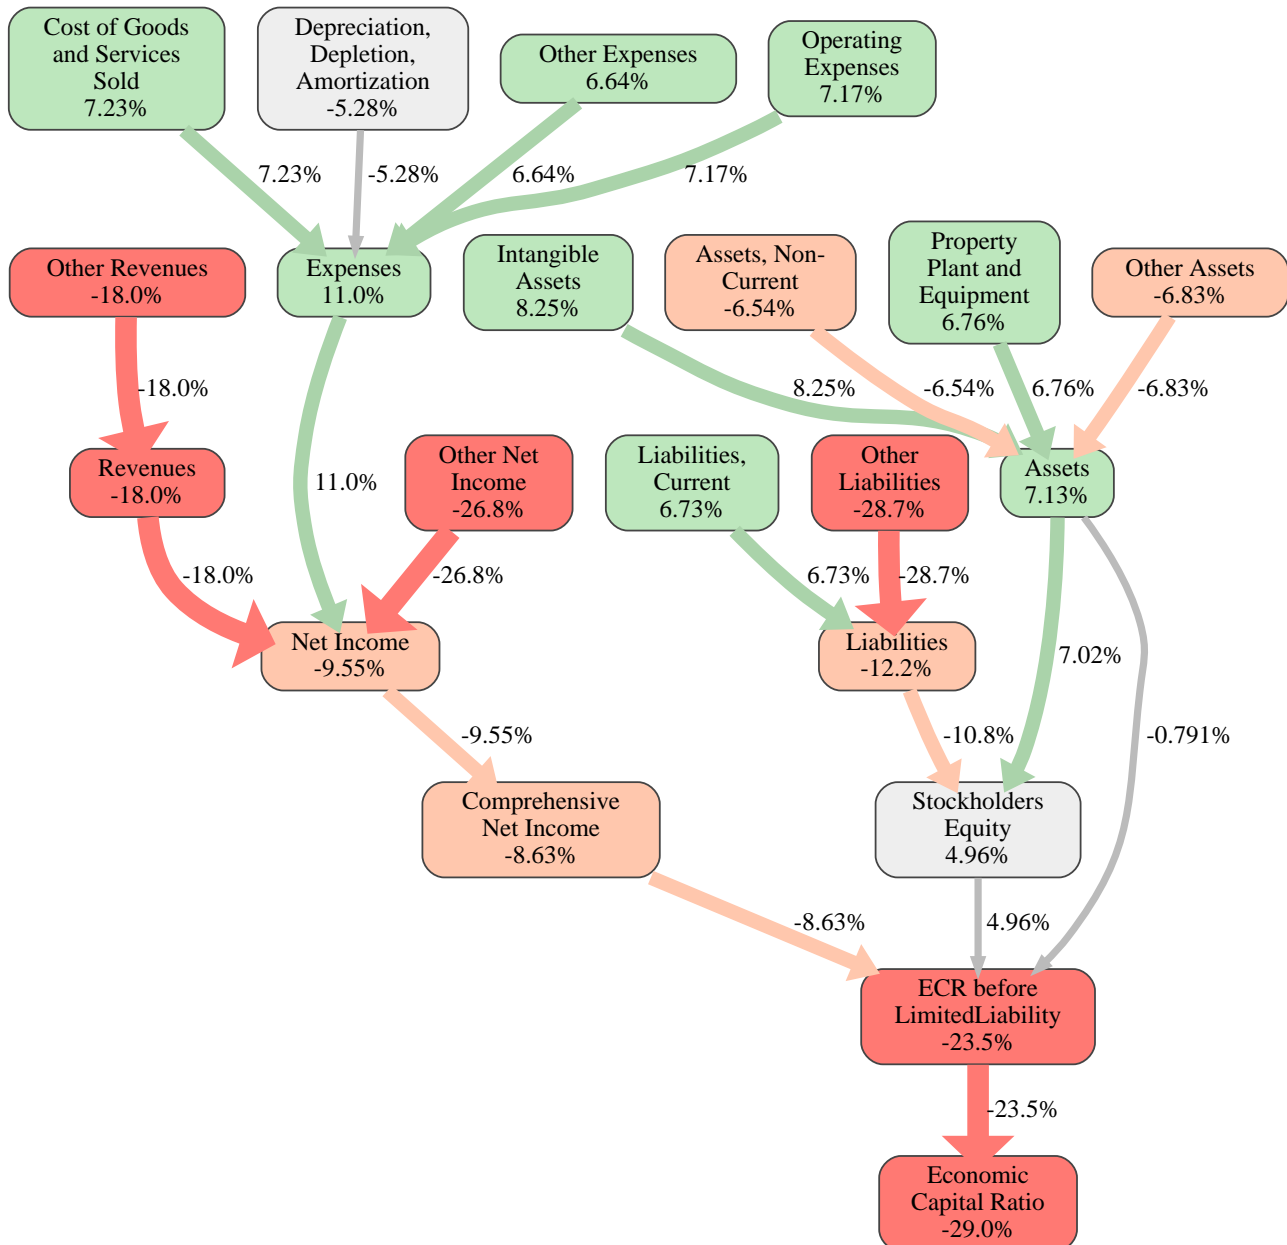 Cost of Goods
and Services
Sold
7.23%
Depreciation,
Depletion,
Amortization
-5.28%
Other Expenses
6.64%
Operating
Expenses
7.17%
7.23%
-5.28%
6.64%
7.17%
Other Revenues
-18.0%
Expenses
11.0%
Intangible
Assets
8.25%
Assets, Non-
Current
-6.54%
Property
Plant and
Equipment
6.76%
Other Assets
-6.83%
-18.0%
8.25%
-6.54%
6.76%
-6.83%
Revenues
-18.0%
11.0%
Other Net
Income
-26.8%
Liabilities,
Current
6.73%
Other
Liabilities
-28.7%
Assets
7.13%
-18.0%
-26.8%
6.73%
-28.7%
Net Income
-9.55%
Liabilities
-12.2%
7.02%
-9.55%
-10.8%
-0.791%
Comprehensive
Net Income
-8.63%
Stockholders
Equity
4.96%
-8.63%
4.96%
ECR before
LimitedLiability
-23.5%
-23.5%
Economic
Capital Ratio
-29.0%